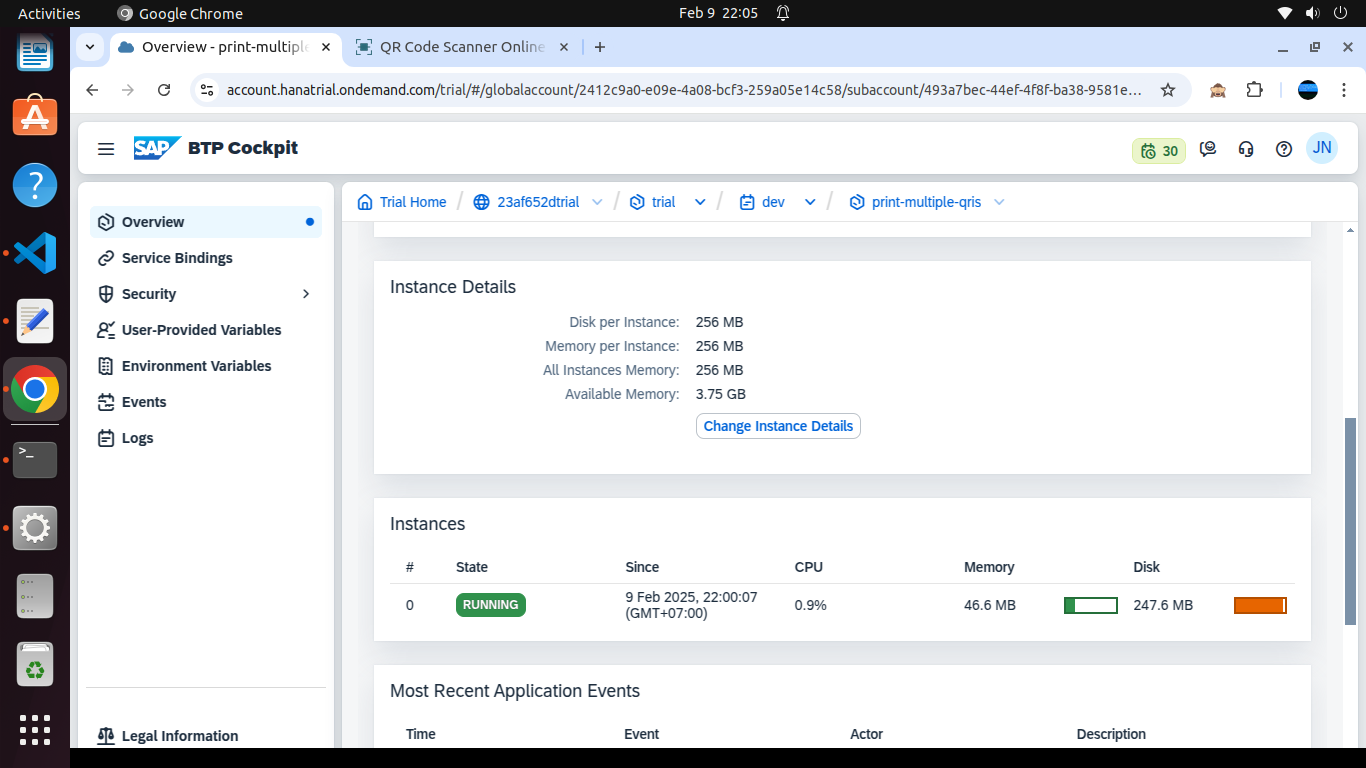 Activities
Google Chrome
Feb 9 22:05
Overview - print-multiple
QR Code Scanner Online
account.hanatrial.ondemand.com/trial/#/globalaccount/2412c9a0-e09e-4a08-bcf3-259a05e14c58/subaccount/493a7bec-44ef-4f8f-ba38-9581e...
SAP BTP Cockpit
30
JN
Overview
Service Bindings
Security
User-Provided Variables
Environment Variables
Events
Logs
Legal Information
Trial Home / 23af652dtrial / trial / dev / print-multiple-qris
Instance Details
Disk per Instance: 256 MB
Memory per Instance: 256 MB
All Instances Memory: 256 MB
Available Memory: 3.75 GB
Change Instance Details
Instances
# State Since CPU Memory Disk
0 RUNNING 9 Feb 2025, 22:00:07 (GMT+07:00) 0.9% 46.6 MB 247.6 MB
Most Recent Application Events
Time Event Actor Description